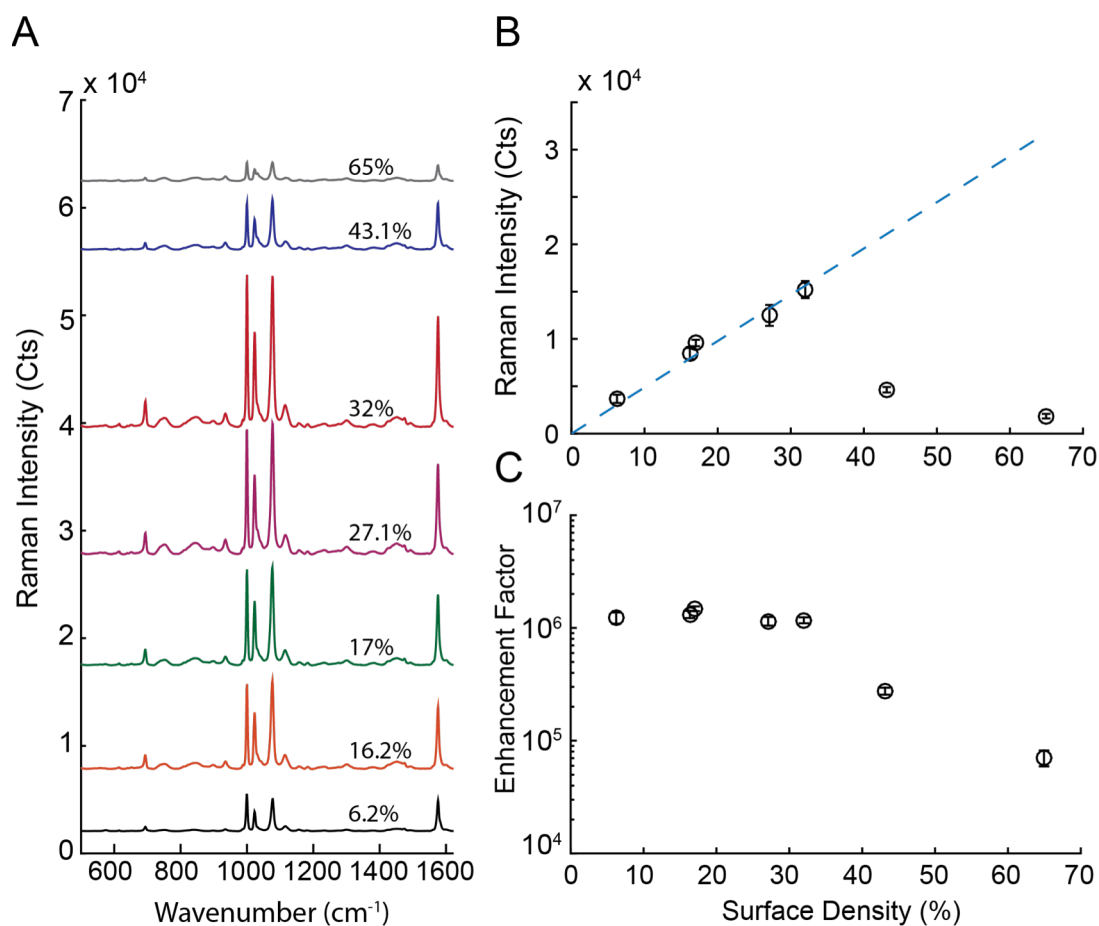 A
x 10⁴
Raman Intensity (Cts)
7
6
5
4
3
2
1
0
65%
43.1%
32%
27.1%
17%
16.2%
6.2%
600 800 1000 1200 1400 1600
Wavenumber (cm⁻¹)
B
x 10⁴
Raman Intensity (Cts)
3
2
1
0
0 10 20 30 40 50 60 70
C
Enhancement Factor
10⁷
10⁶
10⁵
10⁴
0 10 20 30 40 50 60 70
Surface Density (%)